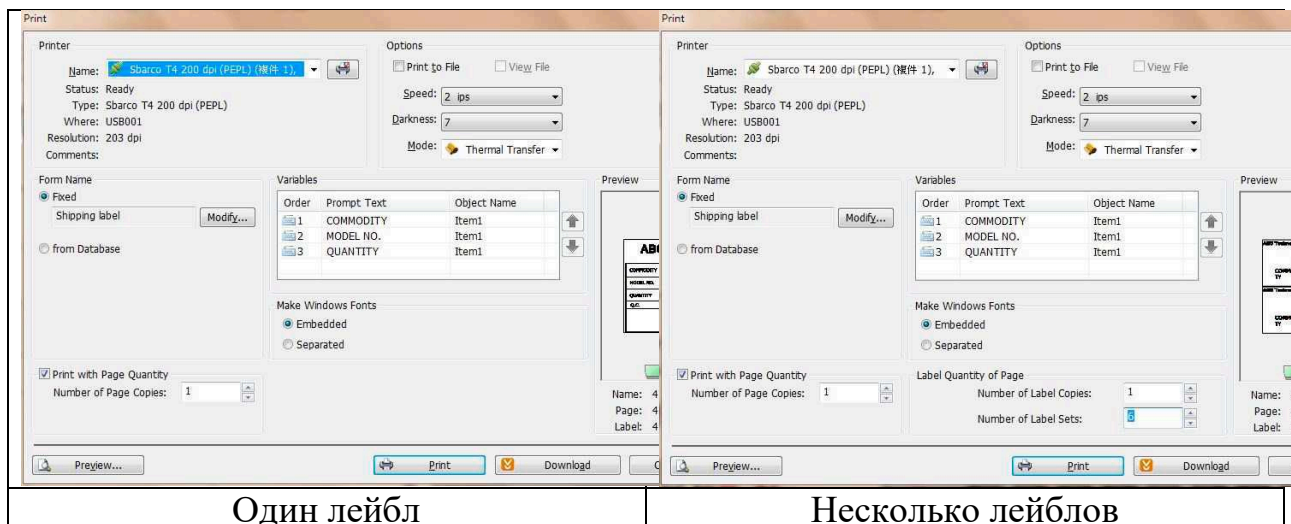 Print
Printer
Options
Name: Sbarco T4 200 dpi (PEPL) (複件 1),
Print to File
View File
Status: Ready
Speed: 2 ips
Type: Sbarco T4 200 dpi (PEPL)
Where: USB001
Darkness: 7
Resolution: 203 dpi
Mode: Thermal Transfer
Comments:
Form Name
Variables
Preview
Fixed
Order Prompt Text Object Name
Shipping label
Modify...
1 COMMODITY Item1
2 MODEL NO. Item1
from Database
3 QUANTITY Item1
COMMODITY
MODEL NO.
QUANTITY
Q.C.
Make Windows Fonts
Embedded
Separated
Print with Page Quantity
Number of Page Copies: 1
Name: 4
Page: 4
Label: 4
Preview...
Print
Download
Один лейбл
Print
Printer
Options
Name: Sbarco T4 200 dpi (PEPL) (複件 1),
Print to File
View File
Status: Ready
Speed: 2 ips
Type: Sbarco T4 200 dpi (PEPL)
Where: USB001
Darkness: 7
Resolution: 203 dpi
Mode: Thermal Transfer
Comments:
Form Name
Variables
Preview
Fixed
Order Prompt Text Object Name
Shipping label
Modify...
1 COMMODITY Item1
2 MODEL NO. Item1
from Database
3 QUANTITY Item1
Make Windows Fonts
Embedded
Separated
Print with Page Quantity
Label Quantity of Page
Number of Page Copies: 1
Number of Label Copies: 1
Number of Label Sets: 6
Name:
Page:
Label:
Preview...
Print
Download
Несколько лейблов